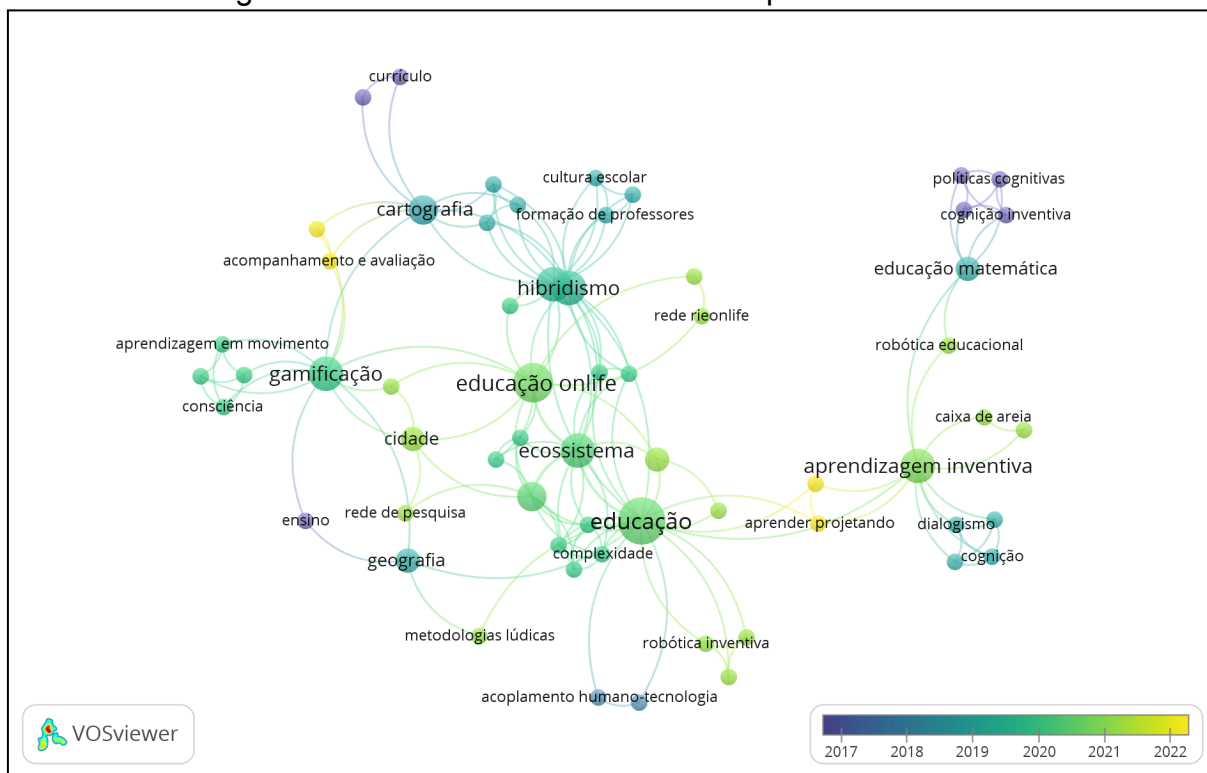 currículo
cultura escolar
políticas cognitivas
cartografia
formação de professores
cognição inventiva
acompanhamento e avaliação
educação matemática
hibridismo
rede rieonlife
aprendizagem em movimento
robótica educacional
gamificação
educação onlife
consciência
caixa de areia
cidade
ecossistema
aprendizagem inventiva
rede de pesquisa
ensino
educação
aprender projetando
dialogismo
geografia
complexidade
cognição
metodologias lúdicas
robótica inventiva
acoplamento humano-tecnologia
VOSviewer
2017 2018 2019 2020 2021 2022